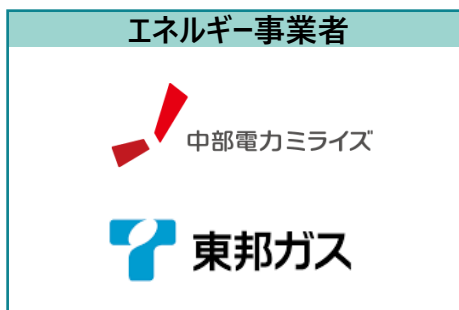 エネルギー事業者
中部電力ミライズ
東邦ガス